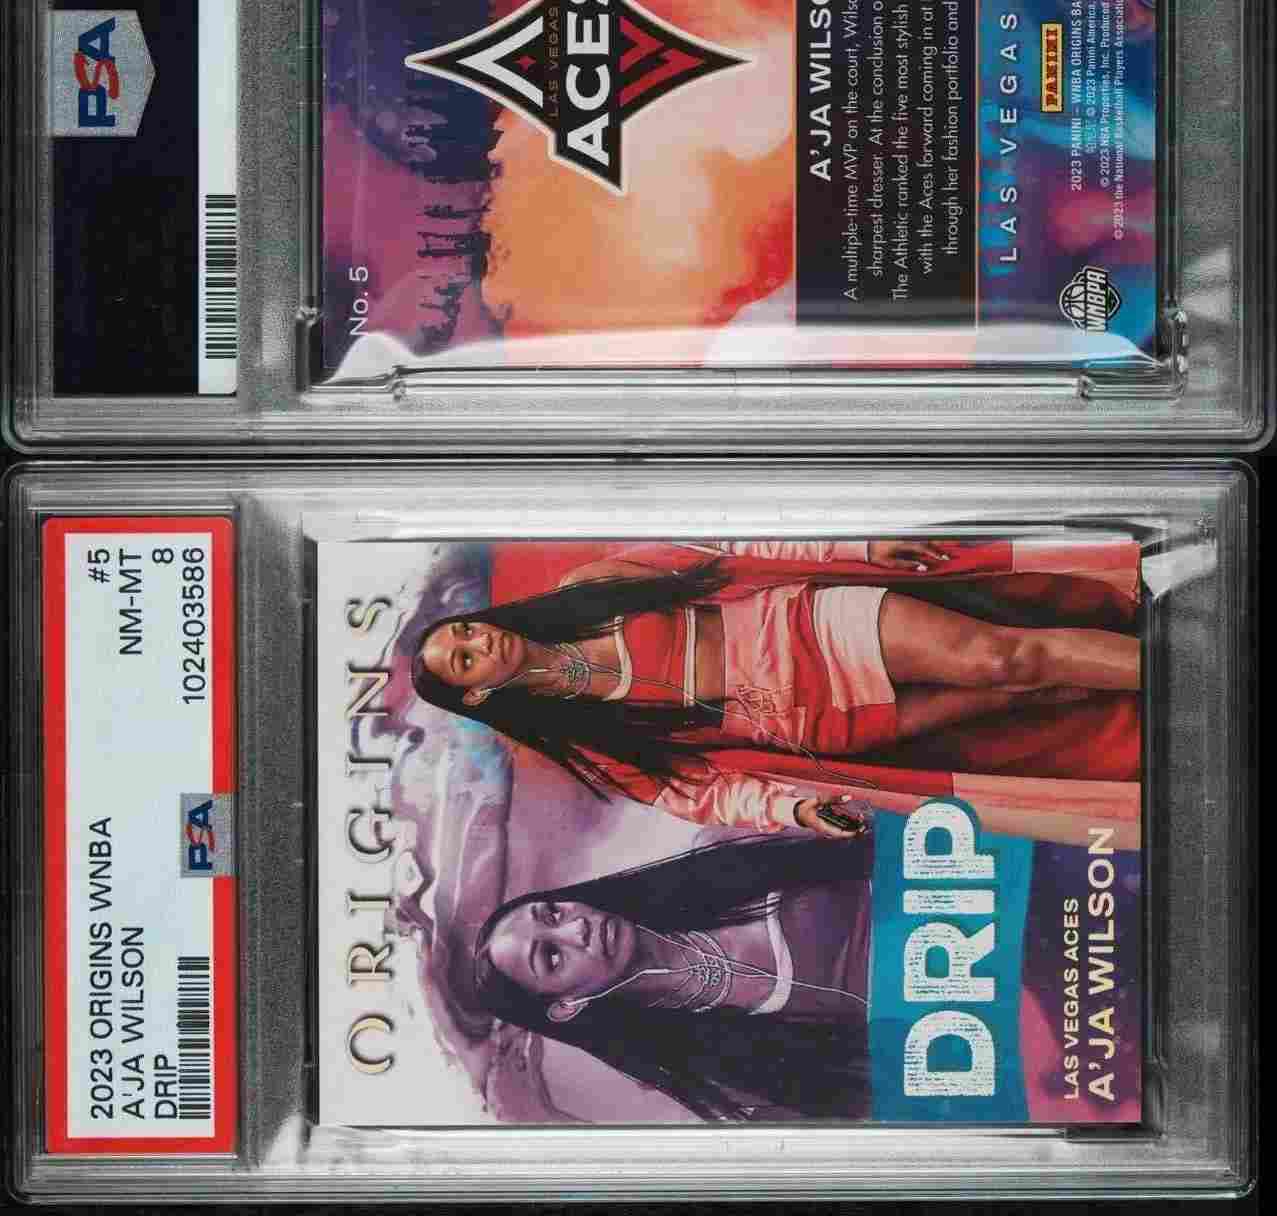 PSA
No. 5
LAS VEGAS
ACES
A'JA WILSO
A multiple-time MVP on the court, Wilso
sharpest dresser. At the conclusion o
The Athletic ranked the five most stylish
with the Aces forward coming in at
through her fashion portfolio and
LAS VEGAS
PANINI
2023 PANINI - WNBA ORIGINS BA
© 2023 Panini America,
© 2023 NBA Properties, Inc. Produced
© 2023 the National Basketball Players Associatio
WNBPA
2023 ORIGINS WNBA #5
A'JA WILSON NM-MT
DRIP 8
102403586
PSA
ORIGINS
DRIP
LAS VEGAS ACES
A'JA WILSON